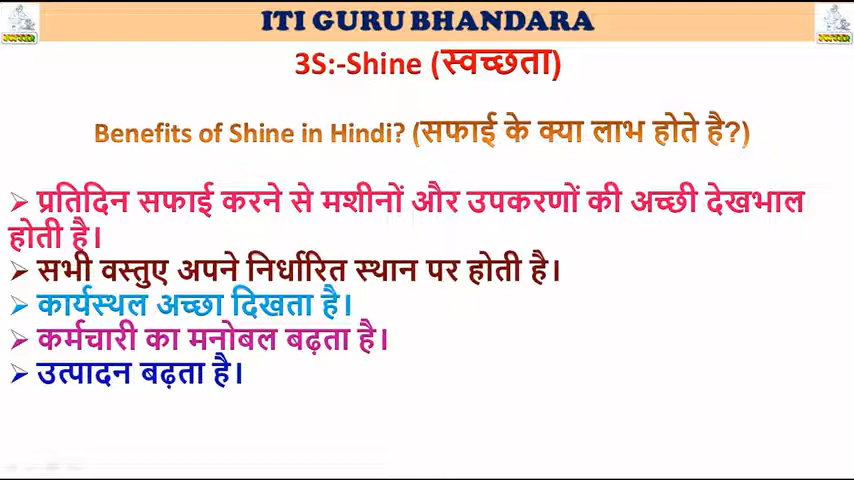 ITI GURU BHANDARA
3S:-Shine (स्वच्छता)
Benefits of Shine in Hindi? (सफाई के क्या लाभ होते है?)
➢ प्रतिदिन सफाई करने से मशीनों और उपकरणों की अच्छी देखभाल
होती है।
➢ सभी वस्तुए अपने निर्धारित स्थान पर होती है।
➢ कार्यस्थल अच्छा दिखता है।
➢ कर्मचारी का मनोबल बढ़ता है।
➢ उत्पादन बढ़ता है।